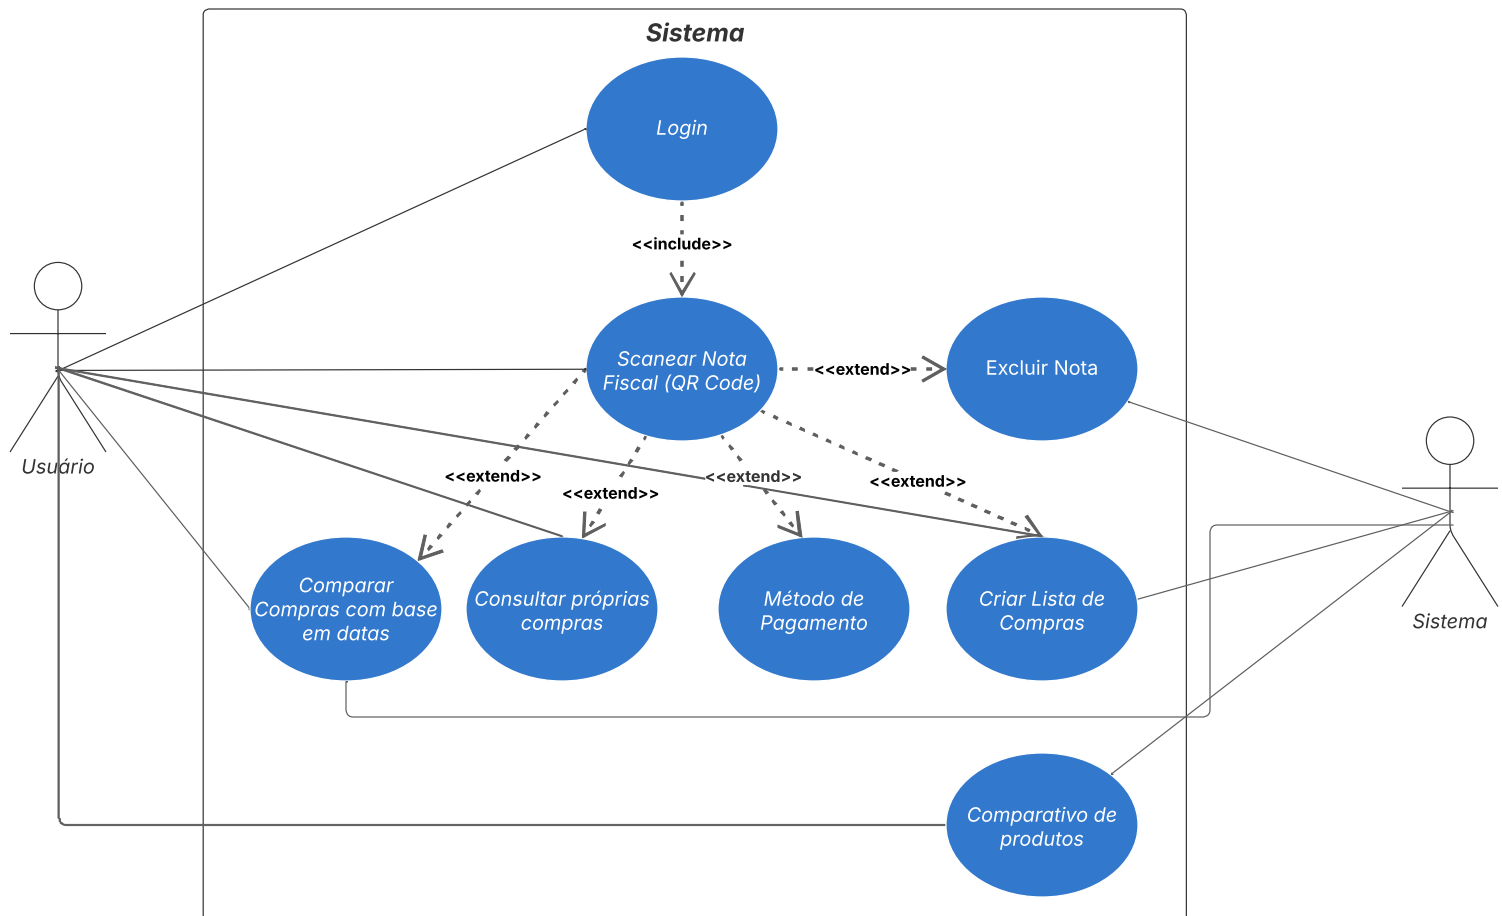 Sistema
Login
<<include>>
Scanear Nota
Fiscal (QR Code)
<<extend>>
Excluir Nota
Usuário
<<extend>>
<<extend>>
<<extend>>
<<extend>>
Comparar
Compras com base
em datas
Consultar próprias
compras
Método de
Pagamento
Criar Lista de
Compras
Sistema
Comparativo de
produtos